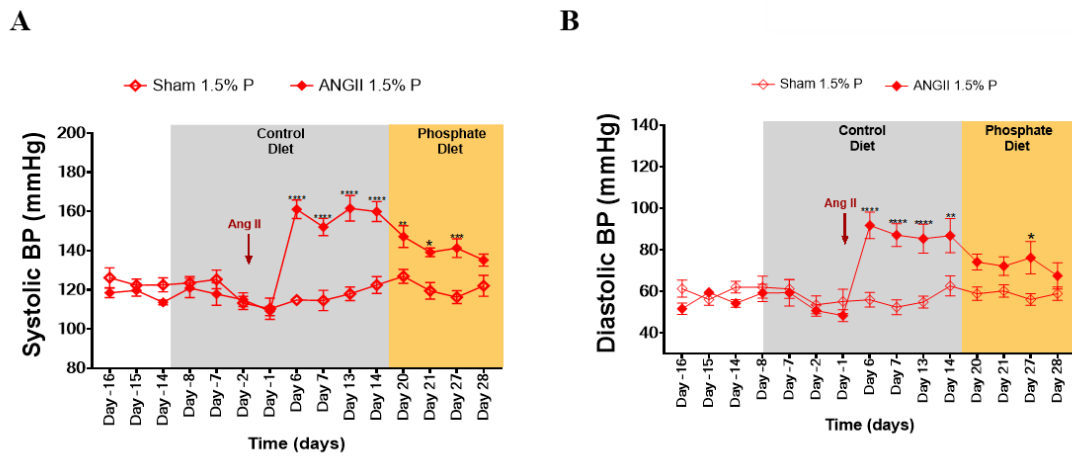 A
Sham 1.5% P
ANGII 1.5% P
Systolic BP (mmHg)
200
180
160
140
120
100
80
Control
DIet
Phosphate
DIet
Ang II
****
****
****
****
**
*
***
Day -16
Day -15
Day -14
Day -8
Day -7
Day -2
Day -1
Day 6
Day 7
Day 13
Day 14
Day 20
Day 21
Day 27
Day 28
Time (days)
B
Sham 1.5% P
ANGII 1.5% P
Diastolic BP (mmHg)
140
120
100
80
60
40
Control
Diet
Phosphate
Diet
Ang II
****
****
****
**
*
Day -16
Day -15
Day -14
Day -8
Day -7
Day -2
Day -1
Day 6
Day 7
Day 13
Day 14
Day 20
Day 21
Day 27
Day 28
Time (days)